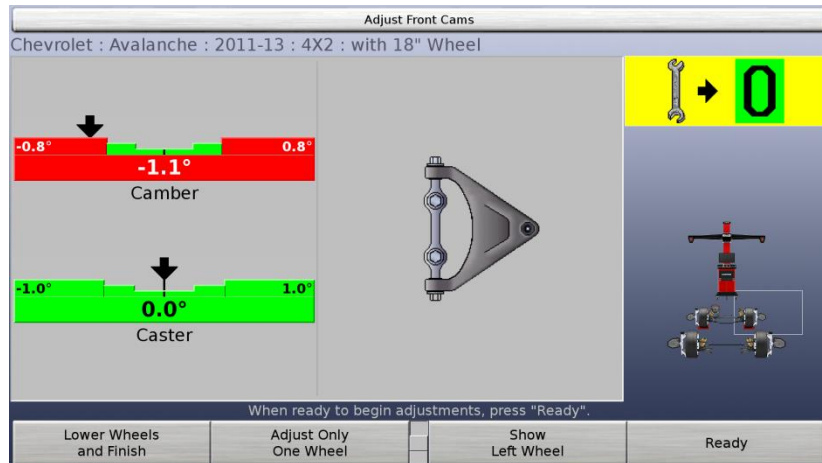 Adjust Front Cams
Chevrolet : Avalanche : 2011-13 : 4X2 : with 18" Wheel
0
-0.8°
0.8°
-1.1°
Camber
-1.0°
1.0°
0.0°
Caster
When ready to begin adjustments, press "Ready".
Lower Wheels
and Finish
Adjust Only
One Wheel
Show
Left Wheel
Ready